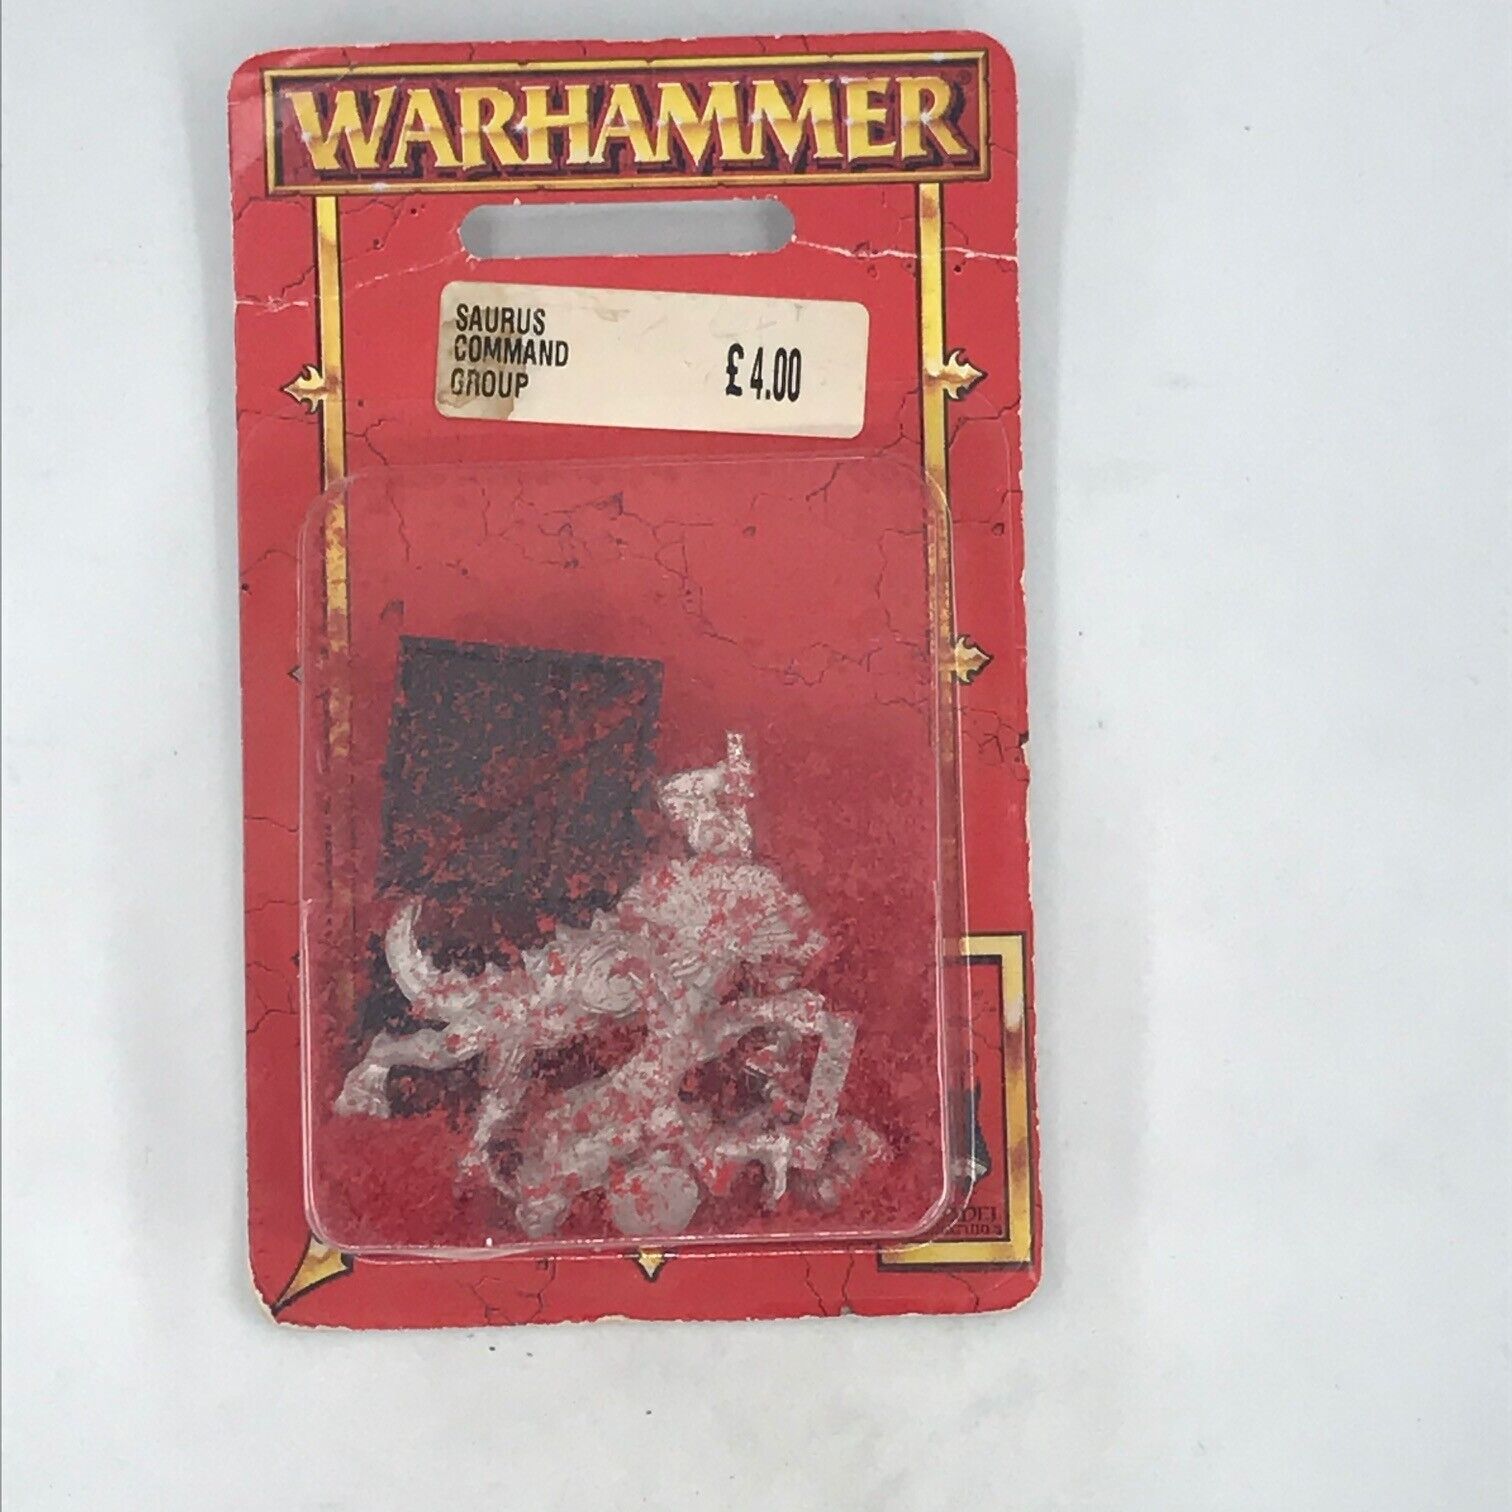 WARHAMMER®
SAURUS
COMMAND
GROUP
£4.00